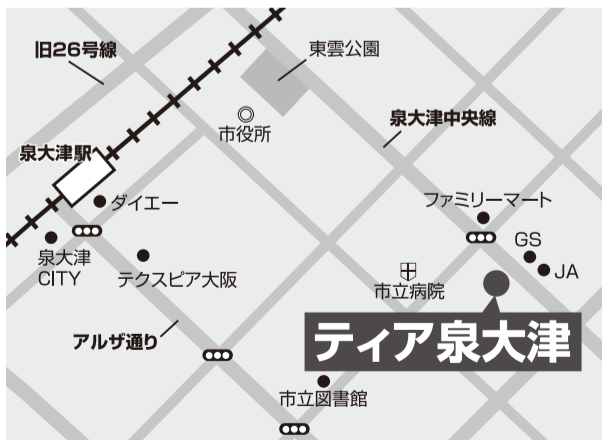 旧26号線
東雲公園
市役所
泉大津中央線
泉大津駅
ダイエー
ファミリーマート
GS
JA
泉大津
CITY
テクスピア大阪
市立病院
アルザ通り
ティア泉大津
市立図書館